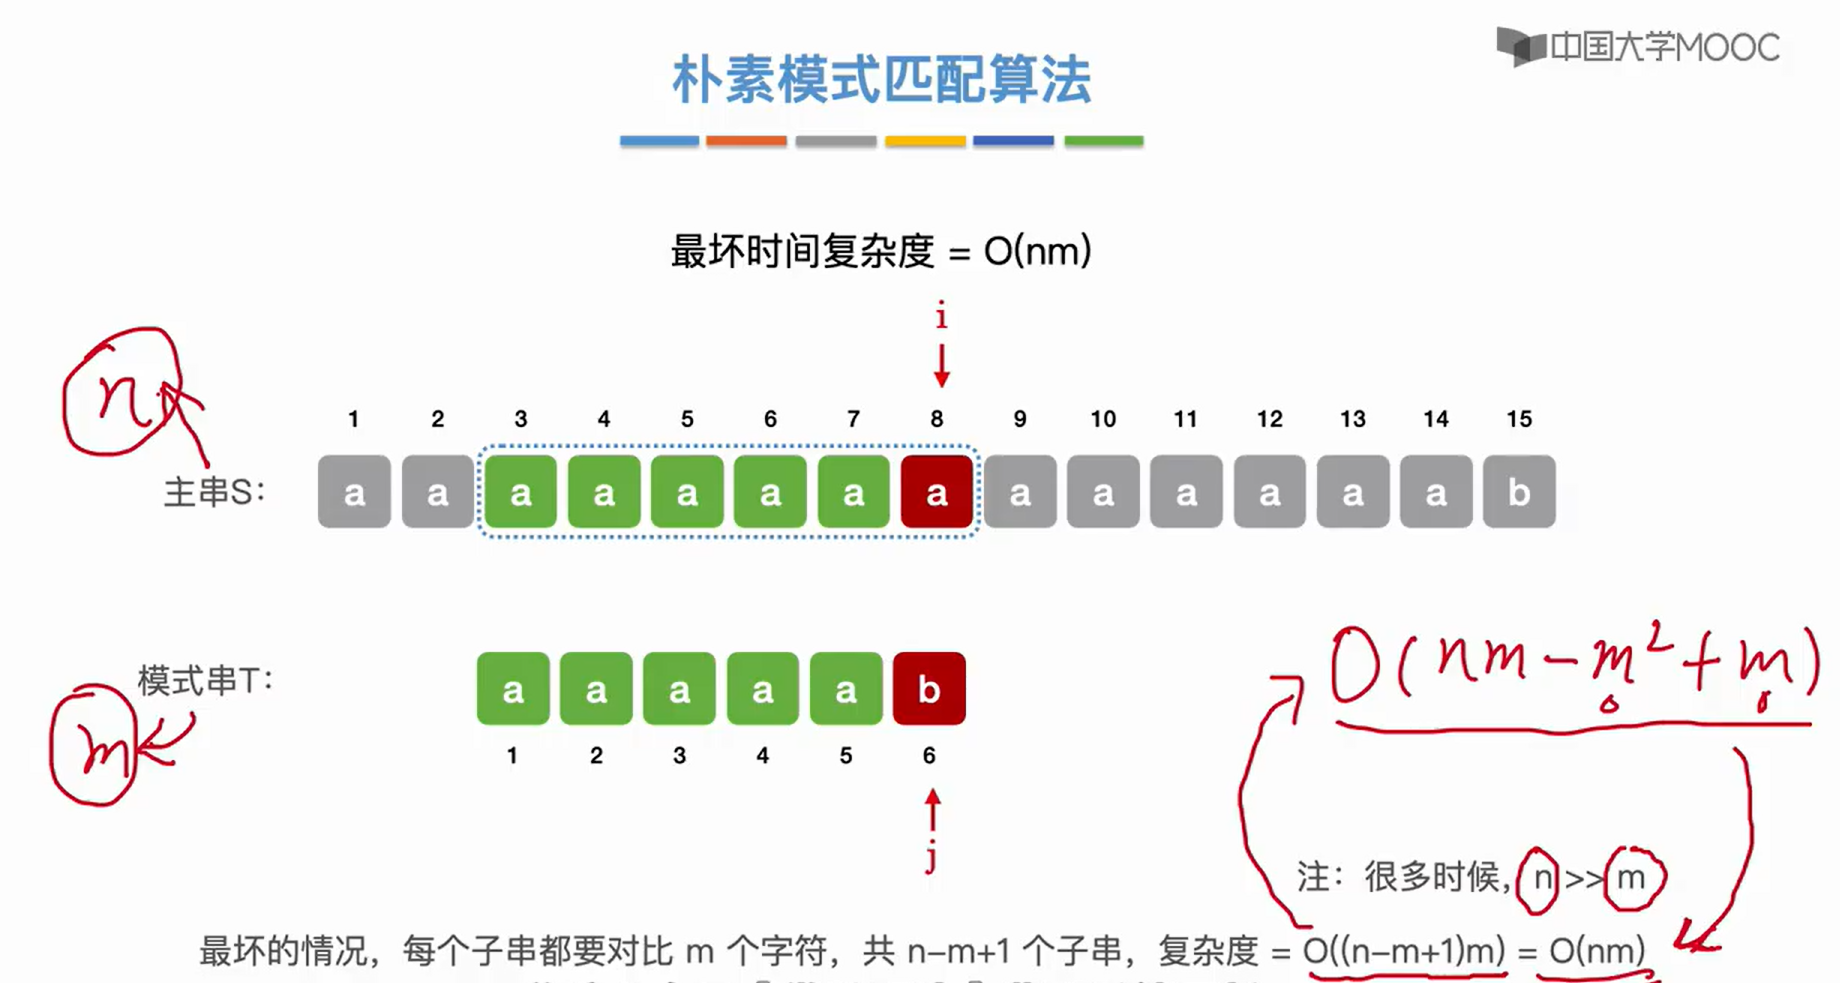 中国大学MOOC
朴素模式匹配算法
最坏时间复杂度 = O(nm)
i
n
1 2 3 4 5 6 7 8 9 10 11 12 13 14 15
主串S: a a a a a a a a a a a a a a b
O(nm-m²+m)
模式串T: a a a a a b
m
1 2 3 4 5 6
j
注：很多时候，n >> m
最坏的情况，每个子串都要对比 m 个字符，共 n-m+1 个子串，复杂度 = O((n-m+1)m) = O(nm)